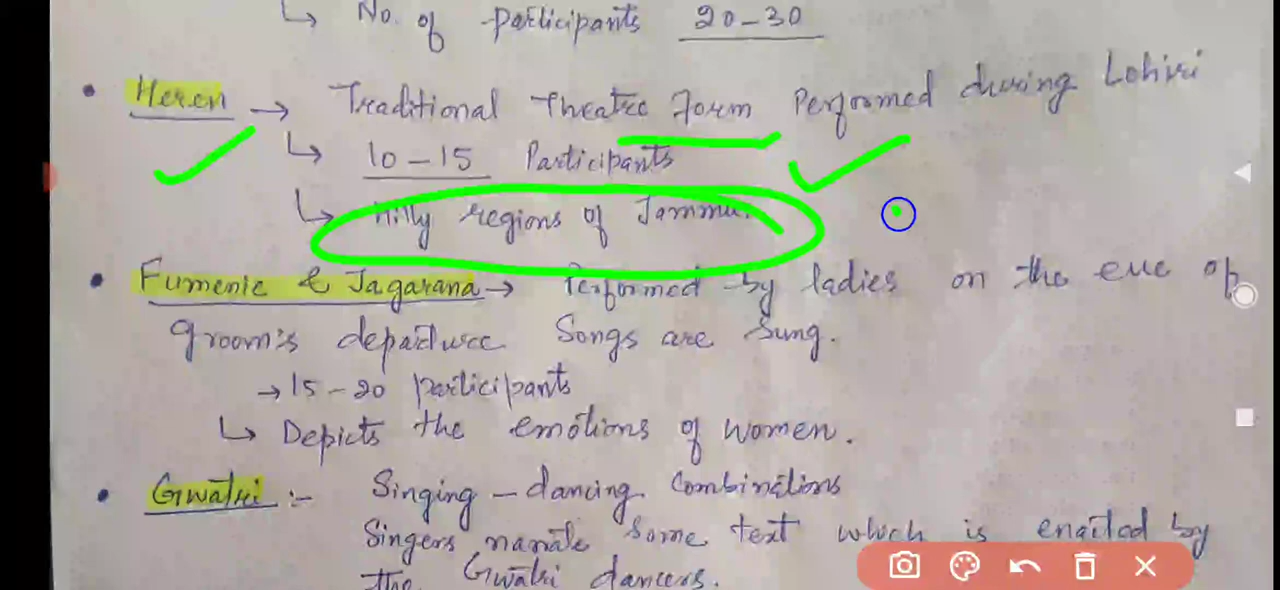 ↳ No. of Participants 20-30
• Heren → Traditional Theatre Form Performed during Lohivi
↳ 10-15 Participants
↳ Hilly regions of Jammu.
• Fumenie & Jagarana → Performed by ladies on the eve of
groom's departure Songs are Sung.
→ 15-20 participants
↳ Depicts the emotions of women.
• Gwatri :- Singing - dancing Combinations
Singers narrate some text which is enacted by
the Gwatri dancers.